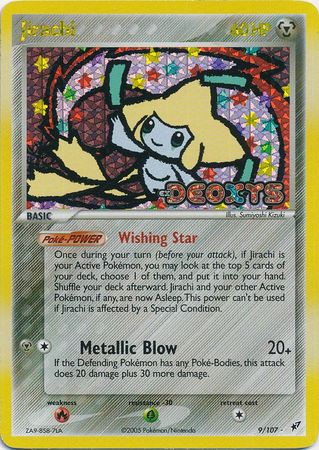 Jirachi 60 HP
DEOXYS
BASIC Illus. Sumiyoshi Kizuki
Poké-POWER Wishing Star
Once during your turn (before your attack), if Jirachi is
your Active Pokémon, you may look at the top 5 cards of
your deck, choose 1 of them, and put it into your hand.
Shuffle your deck afterward. Jirachi and your other Active
Pokémon, if any, are now Asleep. This power can't be used
if Jirachi is affected by a Special Condition.
Metallic Blow 20+
If the Defending Pokémon has any Poké-Bodies, this attack
does 20 damage plus 30 more damage.
weakness resistance -30 retreat cost
ZA9-858-7LA ©2005 Pokémon/Nintendo 9/107